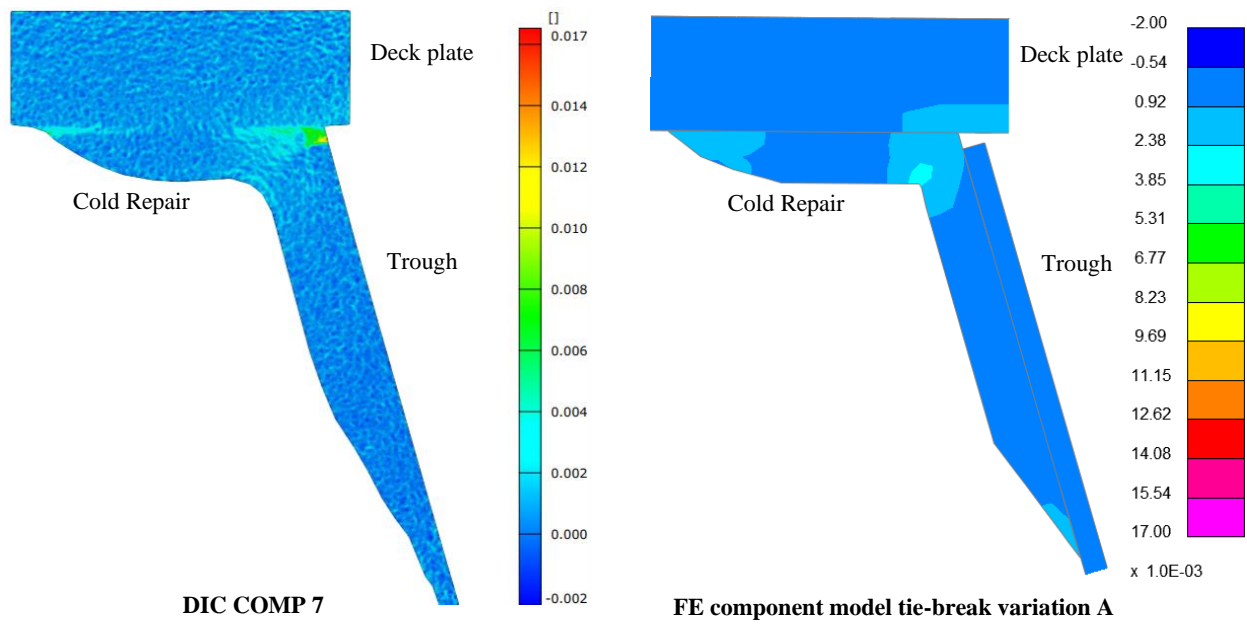 []
0.017
0.014
0.012
0.010
0.008
0.006
0.004
0.002
0.000
-0.002
Deck plate
Cold Repair
Trough
DIC COMP 7
Deck plate
Cold Repair
Trough
-2.00
-0.54
0.92
2.38
3.85
5.31
6.77
8.23
9.69
11.15
12.62
14.08
15.54
17.00
x 1.0E-03
FE component model tie-break variation A